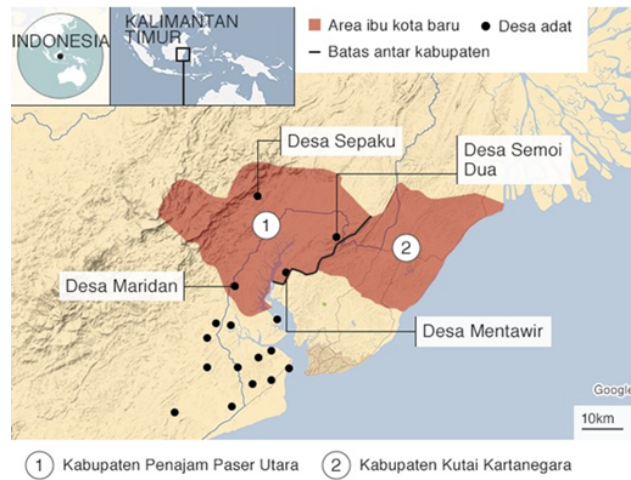 INDONESIA
KALIMANTAN
TIMUR
Area ibu kota baru
Desa adat
Batas antar kabupaten
Desa Sepaku
Desa Semoi
Dua
1
2
Desa Maridan
Desa Mentawir
Google
10km
1 Kabupaten Penajam Paser Utara
2 Kabupaten Kutai Kartanegara